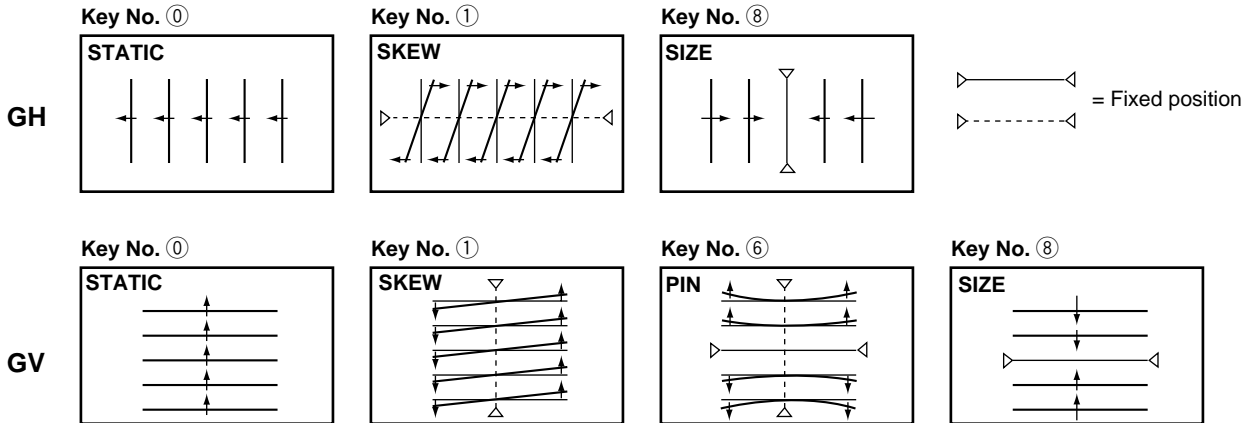 Key No. ⓪
Key No. ①
Key No. ⑧
STATIC
SKEW
SIZE
GH
= Fixed position
Key No. ⓪
Key No. ①
Key No. ⑥
Key No. ⑧
STATIC
SKEW
PIN
SIZE
GV